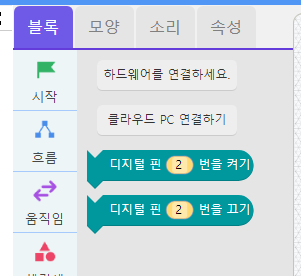 블록 모양 소리 속성
하드웨어를 연결하세요.
시작
클라우드 PC 연결하기
흐름
디지털 핀 2 번을 켜기
움직임
디지털 핀 2 번을 끄기